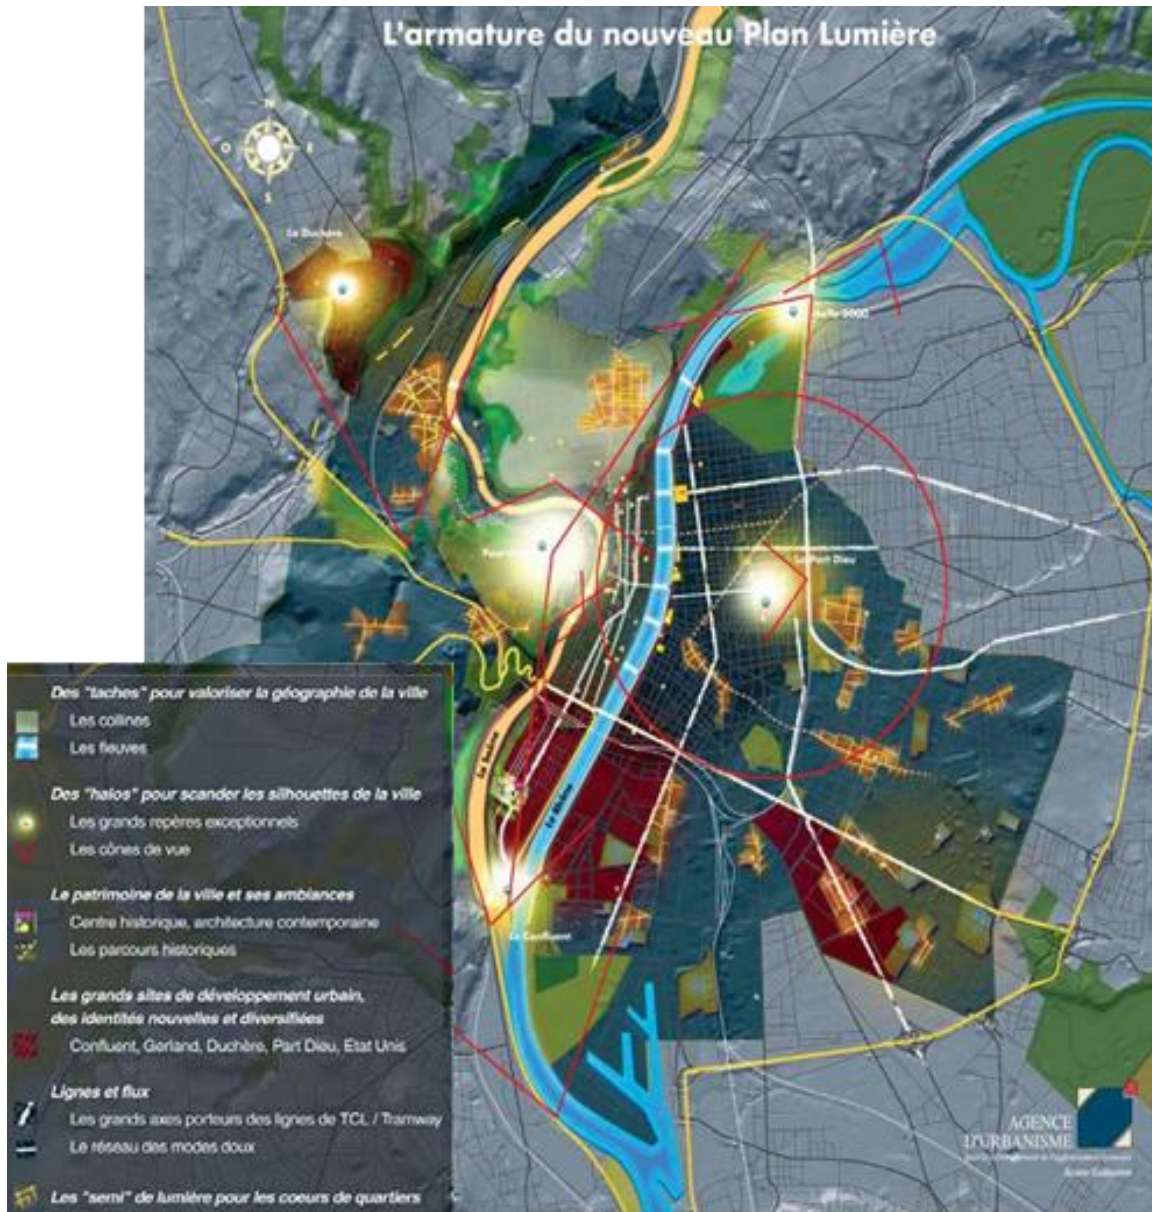 L'armature du nouveau Plan Lumière
N
O
E
S
La Duchère
La Part Dieu
Des "taches" pour valoriser la géographie de la ville
Les collines
Les fleuves
Des "halos" pour scander les silhouettes de la ville
Les grands repères exceptionnels
Les cônes de vue
Le patrimoine de la ville et ses ambiances
Centre historique, architecture contemporaine
Les parcours historiques
Les grands sites de développement urbain,
des identités nouvelles et diversifiées
Confluent, Gerland, Duchère, Part Dieu, Etat Unis
Lignes et flux
Les grands axes porteurs des lignes de TCL / Tramway
Le réseau des modes doux
Les "semi" de lumière pour les coeurs de quartiers
La Saône
Le Rhône
Le Confluent
AGENCE
D'URBANISME